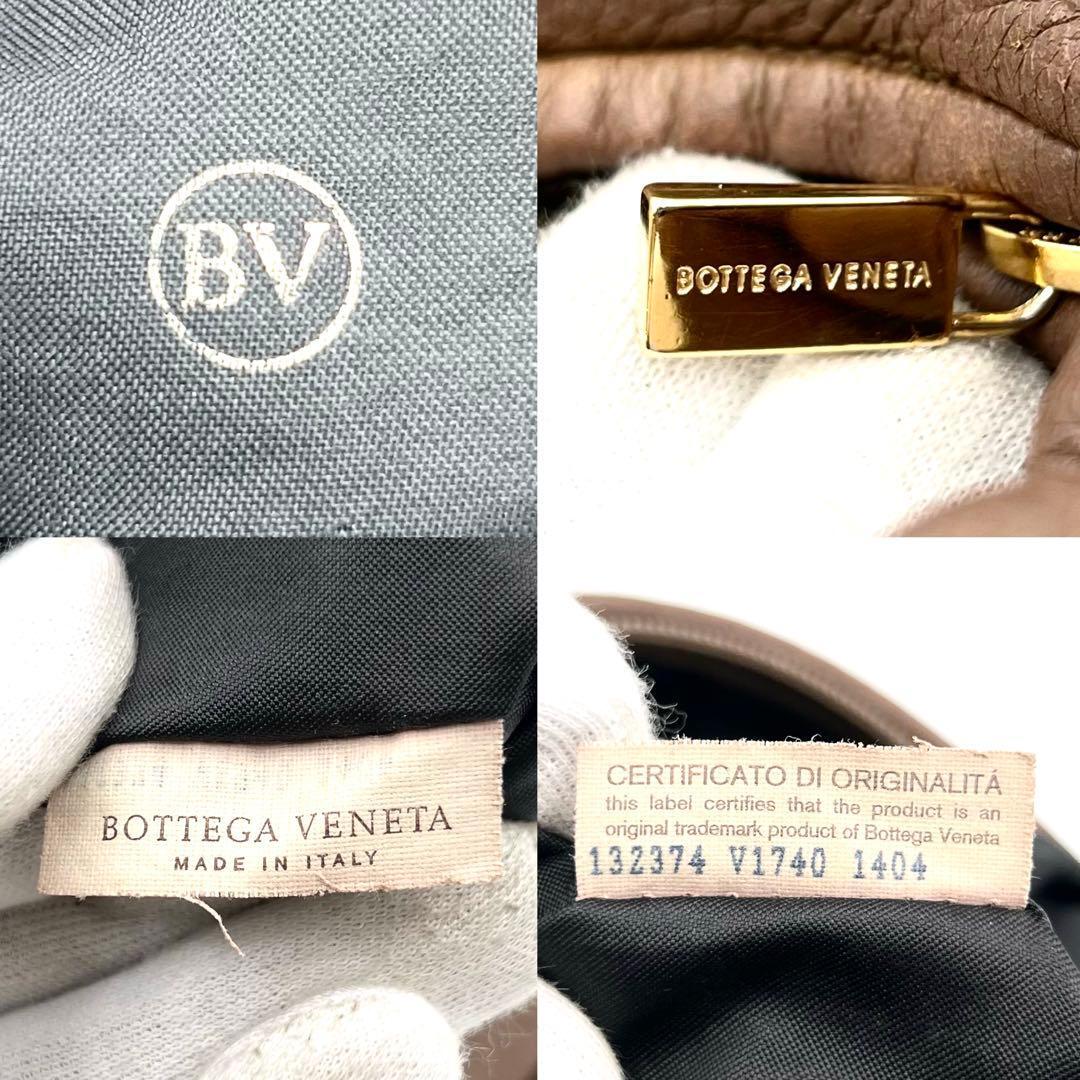 BV
BOTTEGA VENETA
BOTTEGA VENETA
MADE IN ITALY
CERTIFICATO DI ORIGINALITÁ
this label certifies that the product is an
original trademark product of Bottega Veneta
132374 V1740 1404